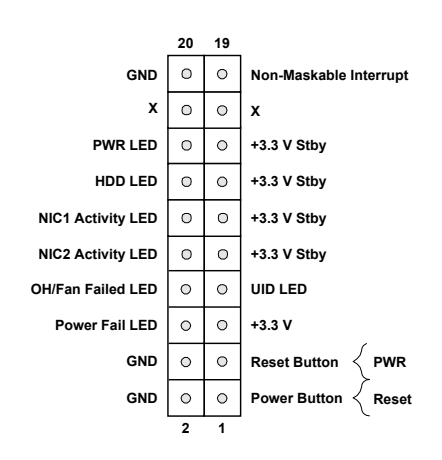 20 19
GND Non-Maskable Interrupt
X X
PWR LED +3.3 V Stby
HDD LED +3.3 V Stby
NIC1 Activity LED +3.3 V Stby
NIC2 Activity LED +3.3 V Stby
OH/Fan Failed LED UID LED
Power Fail LED +3.3 V
GND Reset Button PWR
GND Power Button Reset
2 1